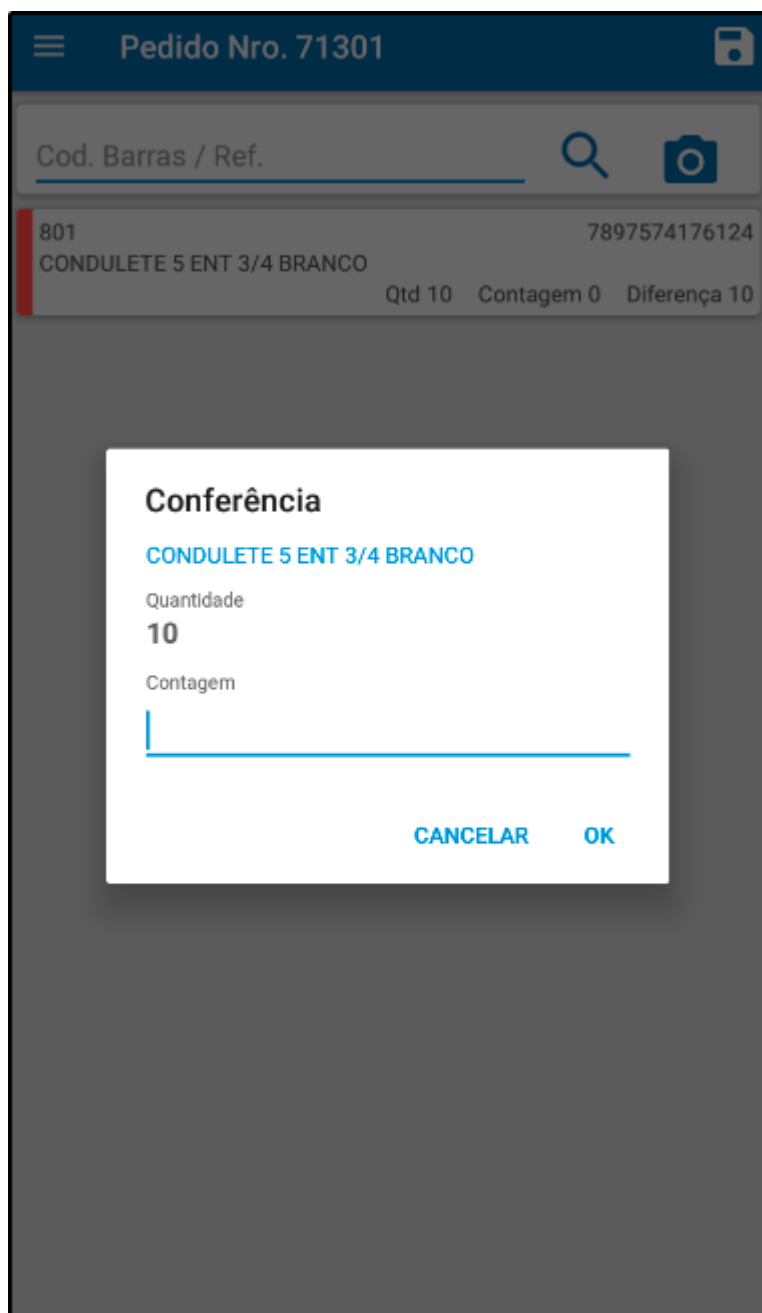 Pedido Nro. 71301
Cod. Barras / Ref.
801 7897574176124
CONDULETE 5 ENT 3/4 BRANCO
Qtd 10 Contagem 0 Diferença 10
Conferência
CONDULETE 5 ENT 3/4 BRANCO
Quantidade
10
Contagem
CANCELAR OK